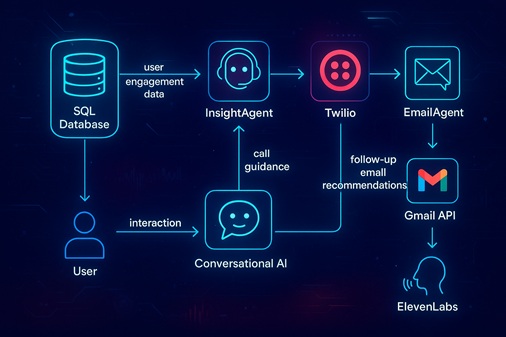 user
engagement
data
SQL
Database
InsightAgent
Twilio
EmailAgent
call
guidance
follow-up
emall
recommendations
Gmail API
interaction
User
Conversational AI
ElevenLabs